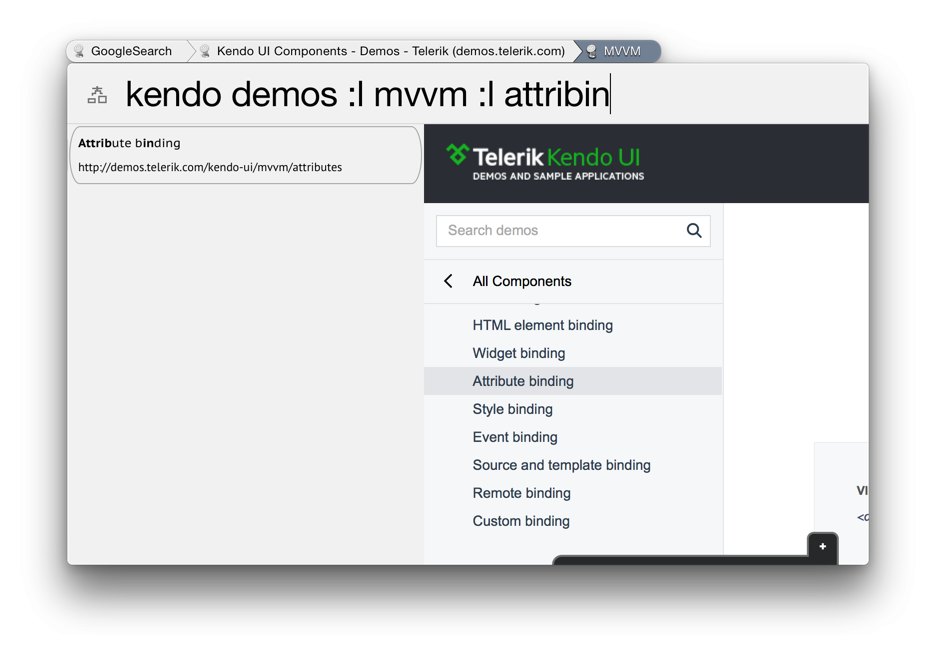 GoogleSearch
Kendo UI Components - Demos - Telerik (demos.telerik.com)
MVVM
kendo demos :l mvvm :l attribin
Attribute binding
http://demos.telerik.com/kendo-ui/mvvm/attributes
Telerik Kendo UI
DEMOS AND SAMPLE APPLICATIONS
Search demos
All Components
HTML element binding
Widget binding
Attribute binding
Style binding
Event binding
Source and template binding
Remote binding
Custom binding
+